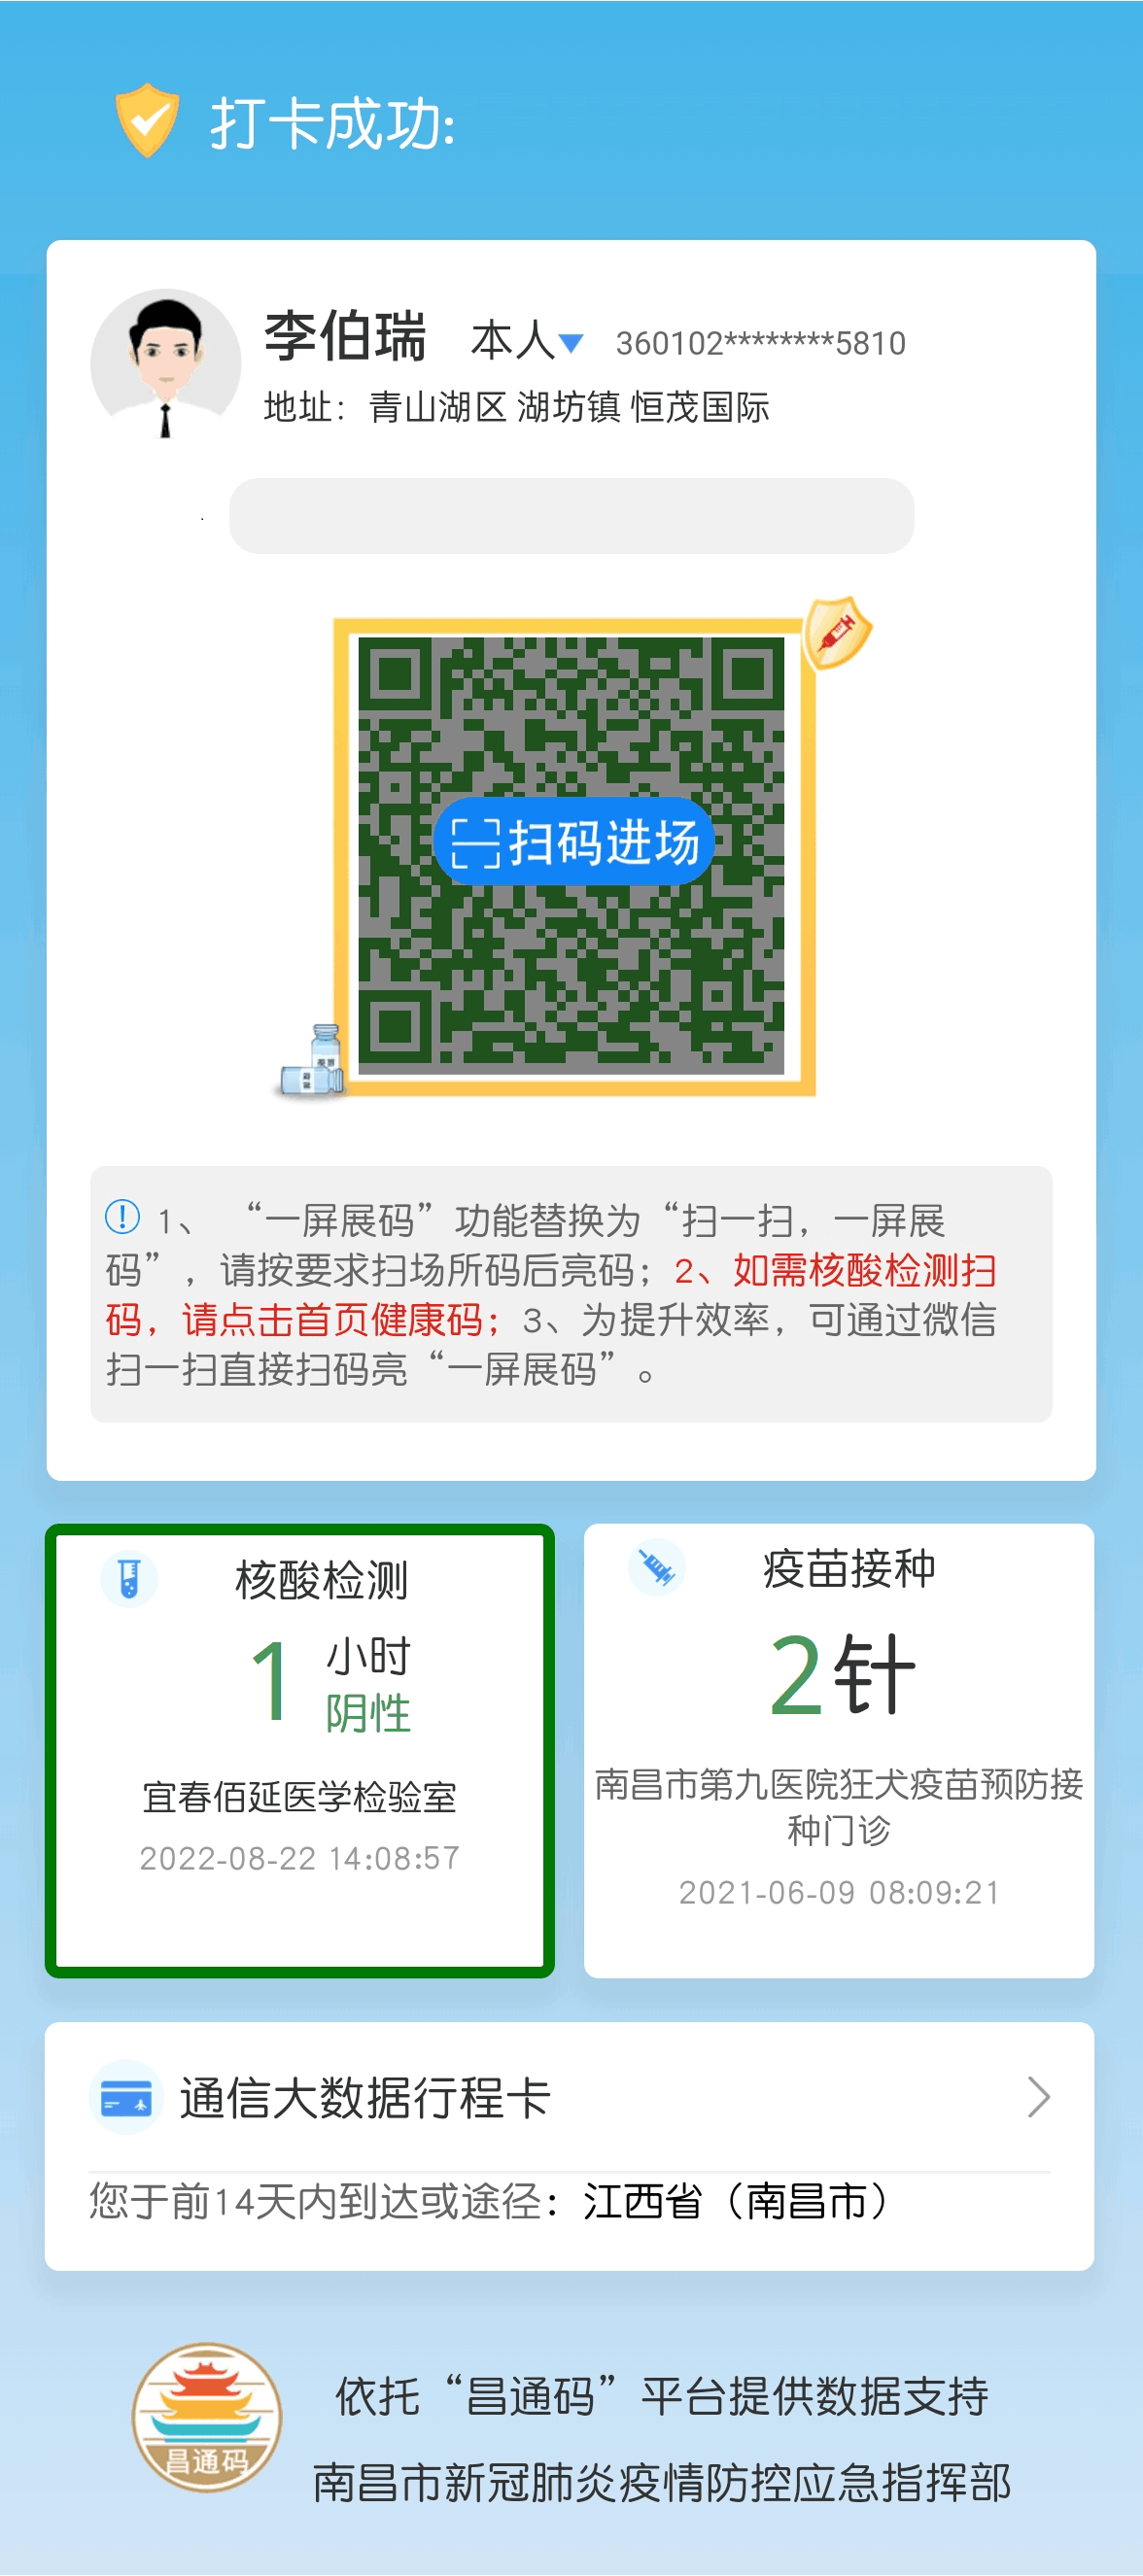 打卡成功:
李伯瑞 本人 360102********5810
地址：青山湖区 湖坊镇 恒茂国际
扫码进场
1、“一屏展码”功能替换为“扫一扫，一屏展
码”，请按要求扫场所码后亮码；2、如需核酸检测扫
码，请点击首页健康码；3、为提升效率，可通过微信
扫一扫直接扫码亮“一屏展码”。
核酸检测
1 小时
阴性
宜春佰延医学检验室
2022-08-22 14:08:57
疫苗接种
2针
南昌市第九医院狂犬疫苗预防接
种门诊
2021-06-09 08:09:21
通信大数据行程卡
您于前14天内到达或途径：江西省（南昌市）
昌通码
依托“昌通码”平台提供数据支持
南昌市新冠肺炎疫情防控应急指挥部